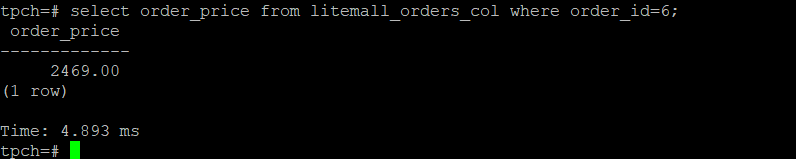 tpch=# select order_price from litemall_orders_col where order_id=6;
 order_price
-------------
     2469.00
(1 row)

Time: 4.893 ms
tpch=#